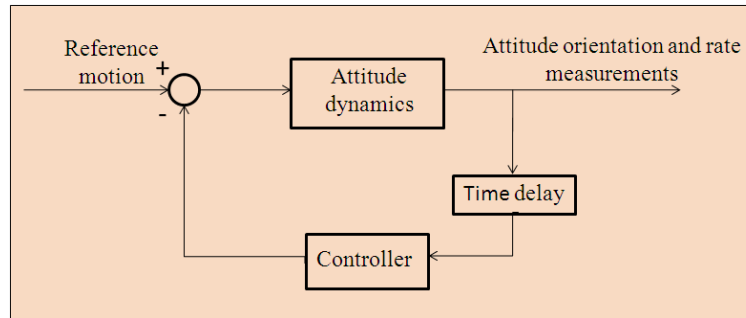 Reference
motion
+
-
Attitude
dynamics
Attitude orientation and rate
measurements
Time delay
Controller